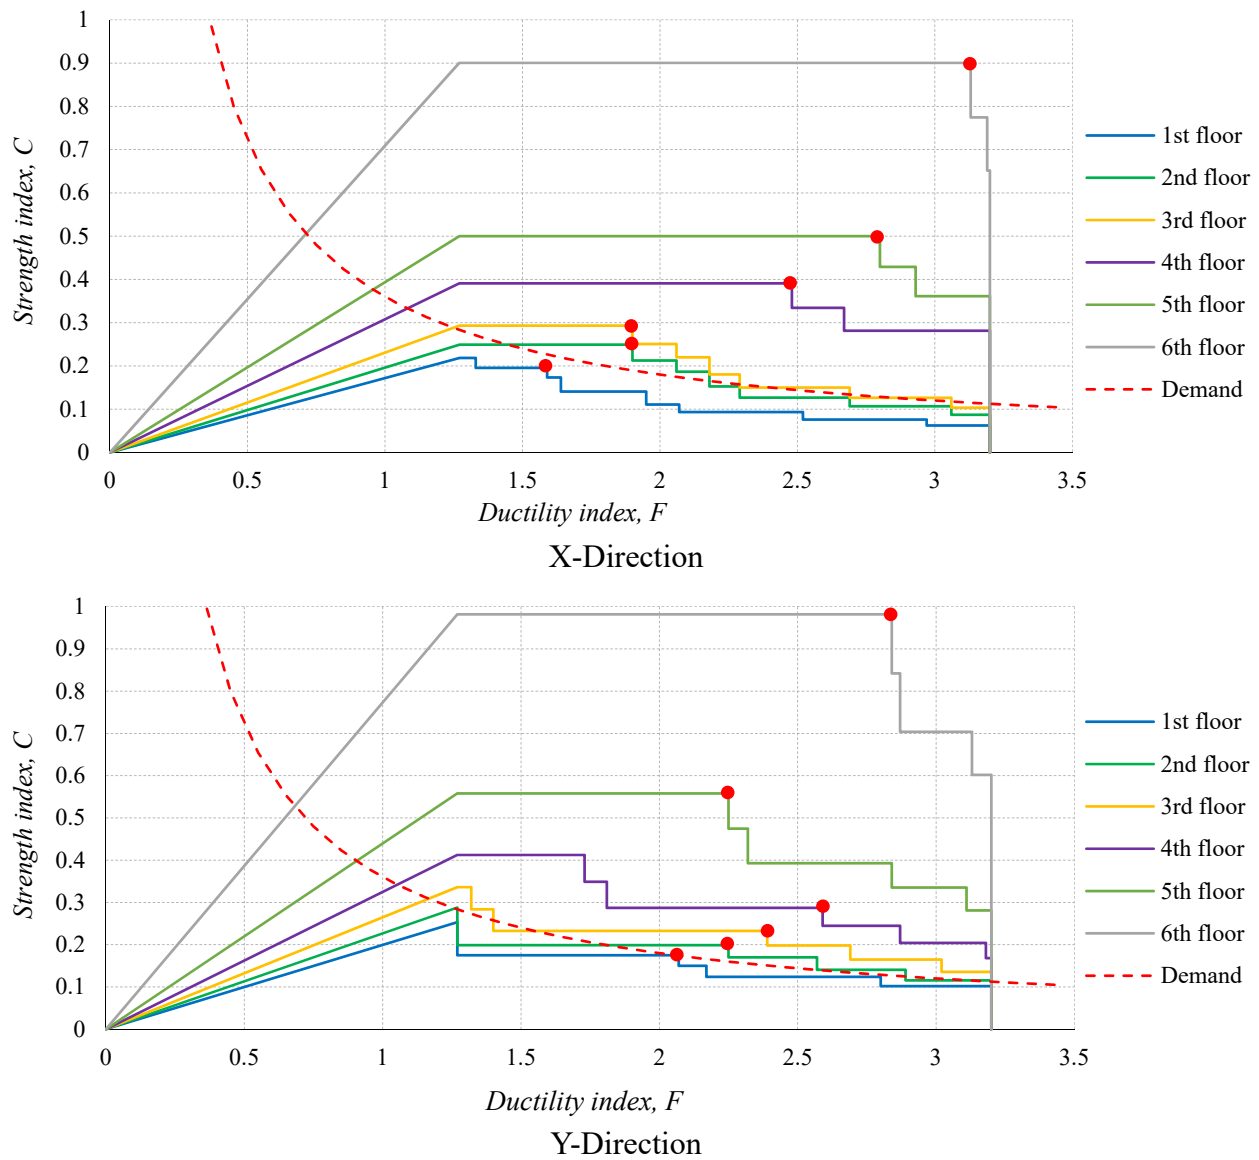 1
0.9
0.8
0.7
0.6
0.5
0.4
0.3
0.2
0.1
0
Strength index, C
0 0.5 1 1.5 2 2.5 3 3.5
Ductility index, F
1st floor
2nd floor
3rd floor
4th floor
5th floor
6th floor
Demand
X-Direction
1
0.9
0.8
0.7
0.6
0.5
0.4
0.3
0.2
0.1
0
Strength index, C
0 0.5 1 1.5 2 2.5 3 3.5
Ductility index, F
1st floor
2nd floor
3rd floor
4th floor
5th floor
6th floor
Demand
Y-Direction